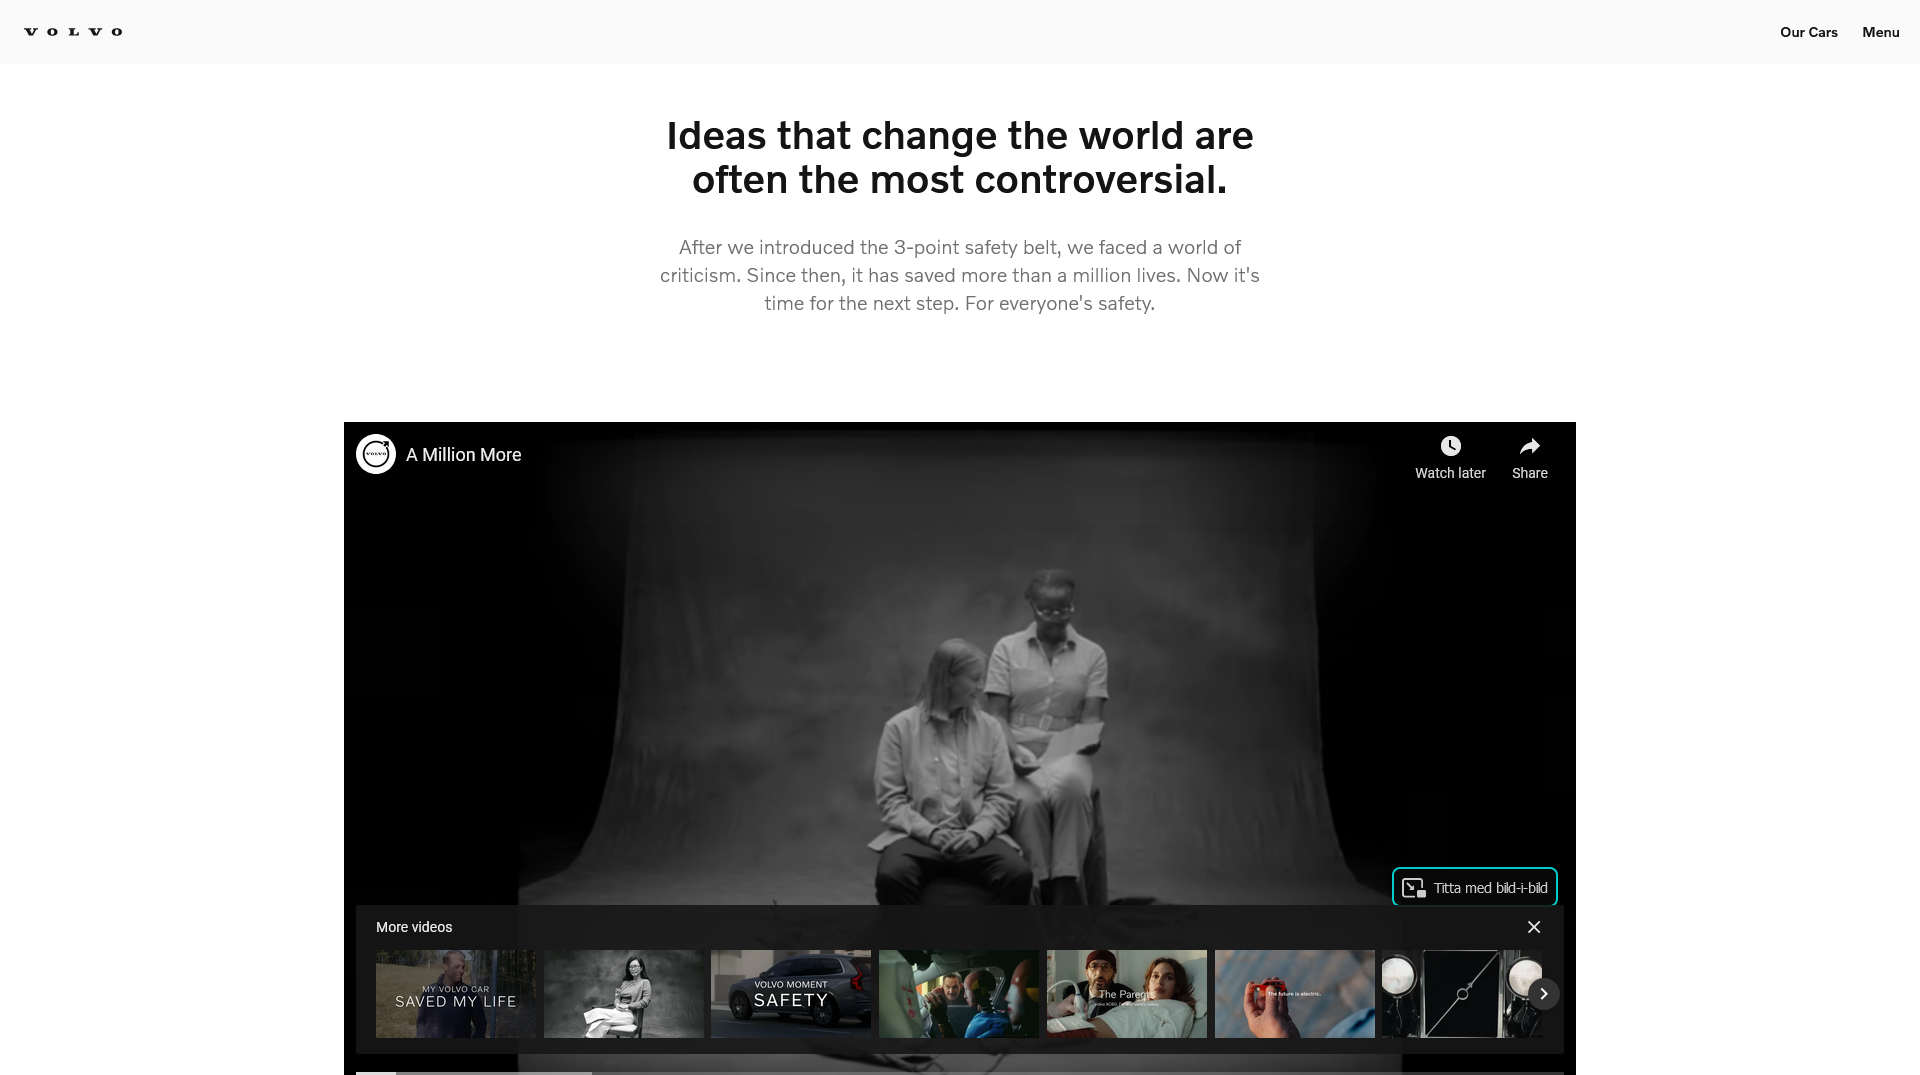 VOLVO
Our Cars
Menu
Ideas that change the world are
often the most controversial.
After we introduced the 3-point safety belt, we faced a world of
criticism. Since then, it has saved more than a million lives. Now it's
time for the next step. For everyone's safety.
VOLVO
A Million More
Watch later
Share
Titta med bild-i-bild
More videos
MY VOLVO CAR
SAVED MY LIFE
VOLVO MOMENT
SAFETY
The Parents
The future is electric.